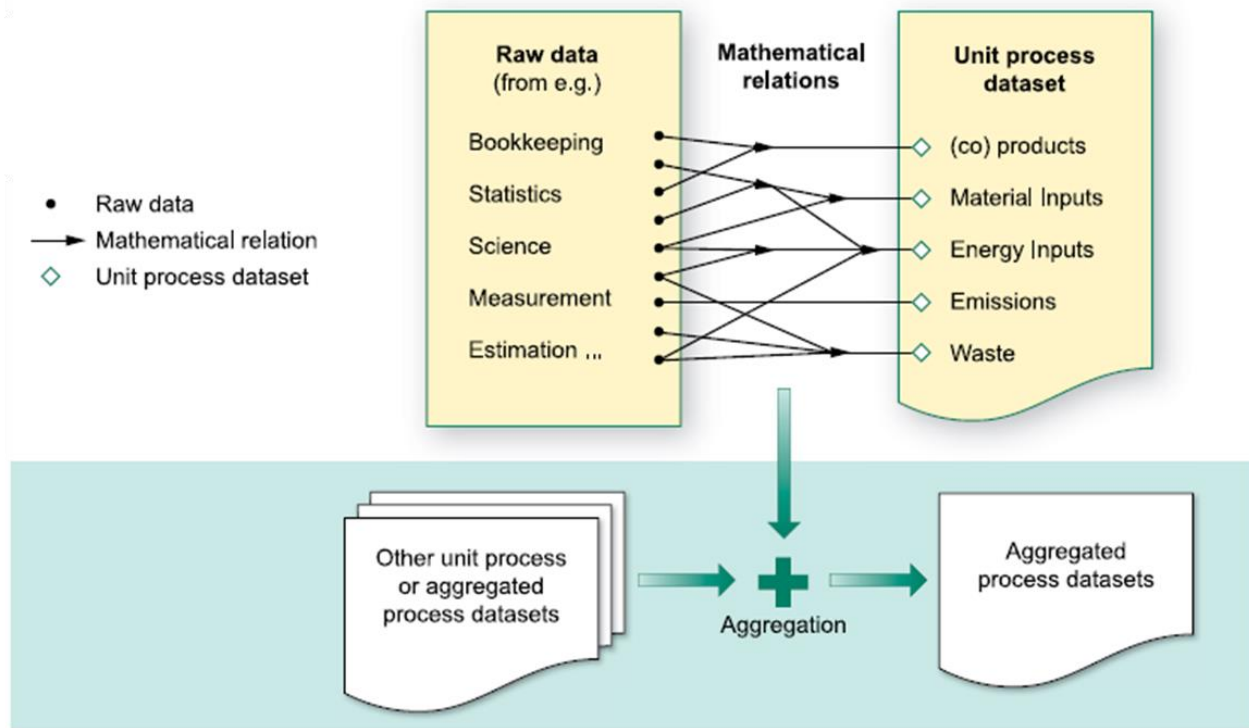 Raw data
(from e.g.)
Bookkeeping
Statistics
Science
Measurement
Estimation ...
Mathematical
relations
Unit process
dataset
(co) products
Material Inputs
Energy Inputs
Emissions
Waste
Raw data
Mathematical relation
Unit process dataset
Other unit process
or aggregated
process datasets
Aggregation
Aggregated
process datasets